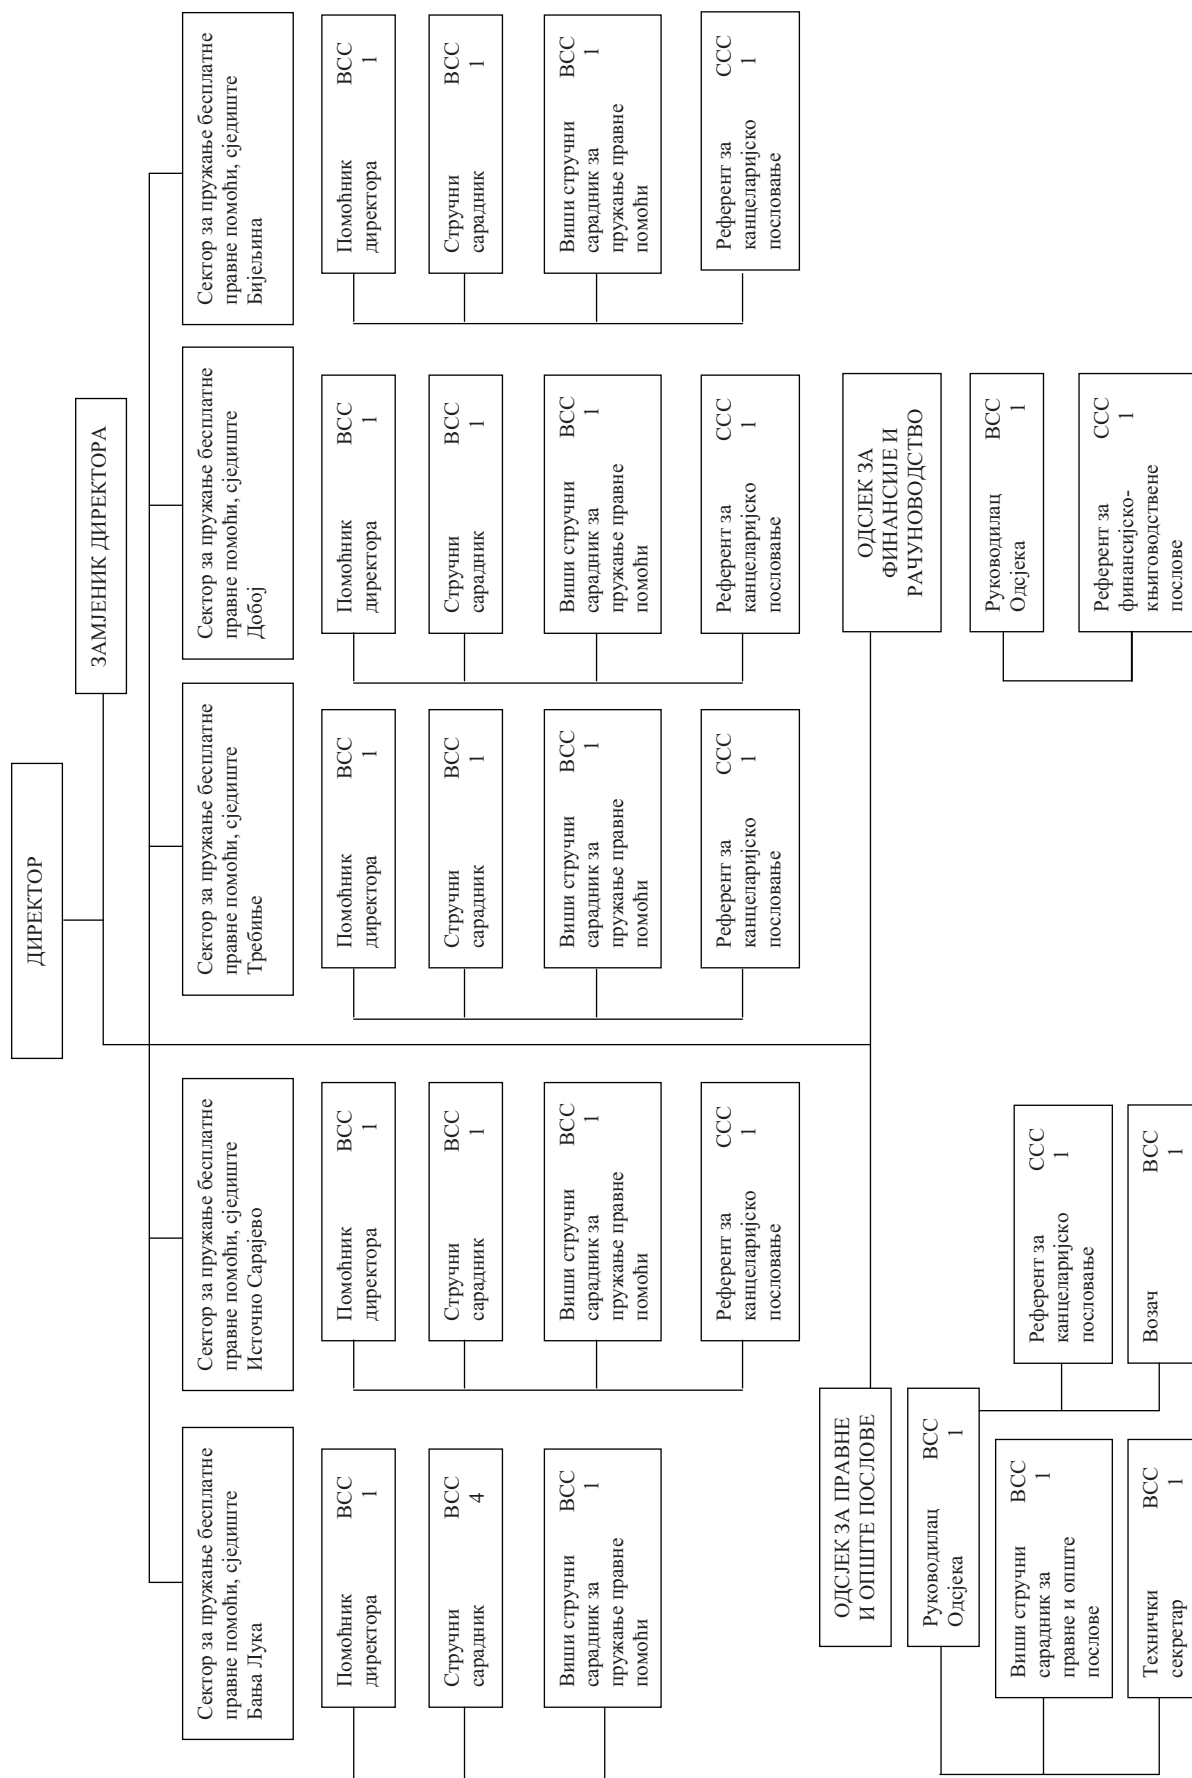 ДИРЕКТОР
ЗАМЈЕНИК ДИРЕКТОРА
Сектор за пружање бесплатне
правне помоћи, сједиште
Бања Лука
Помоћник
директора
ВСС
1
Стручни
сарадник
ВСС
4
Виши стручни
сарадник за
пружање правне
помоћи
ВСС
1
Сектор за пружање бесплатне
правне помоћи, сједиште
Источно Сарајево
Помоћник
директора
ВСС
1
Стручни
сарадник
ВСС
1
Виши стручни
сарадник за
пружање правне
помоћи
ВСС
1
Референт за
канцеларијско
пословање
ССС
1
Сектор за пружање бесплатне
правне помоћи, сједиште
Требиње
Помоћник
директора
ВСС
1
Стручни
сарадник
ВСС
1
Виши стручни
сарадник за
пружање правне
помоћи
ВСС
1
Референт за
канцеларијско
пословање
ССС
1
Сектор за пружање бесплатне
правне помоћи, сједиште
Добој
Помоћник
директора
ВСС
1
Стручни
сарадник
ВСС
1
Виши стручни
сарадник за
пружање правне
помоћи
ВСС
1
Референт за
канцеларијско
пословање
ССС
1
Сектор за пружање бесплатне
правне помоћи, сједиште
Бијељина
Помоћник
директора
ВСС
1
Стручни
сарадник
ВСС
1
Виши стручни
сарадник за
пружање правне
помоћи
ВСС
1
Референт за
канцеларијско
пословање
ССС
1
ОДСЈЕК ЗА ПРАВНЕ
И ОПШТЕ ПОСЛОВЕ
Руководилац
Одсјека
ВСС
1
Виши стручни
сарадник за
правне и опште
послове
ВСС
1
Технички
секретар
ВСС
1
Референт за
канцеларијско
пословање
ССС
1
Возач
ВСС
1
ОДСЈЕК ЗА
ФИНАНСИЈЕ И
РАЧУНОВОДСТВО
Руководилац
Одсјека
ВСС
1
Референт за
финансијско-
књиговодствене
послове
ССС
1